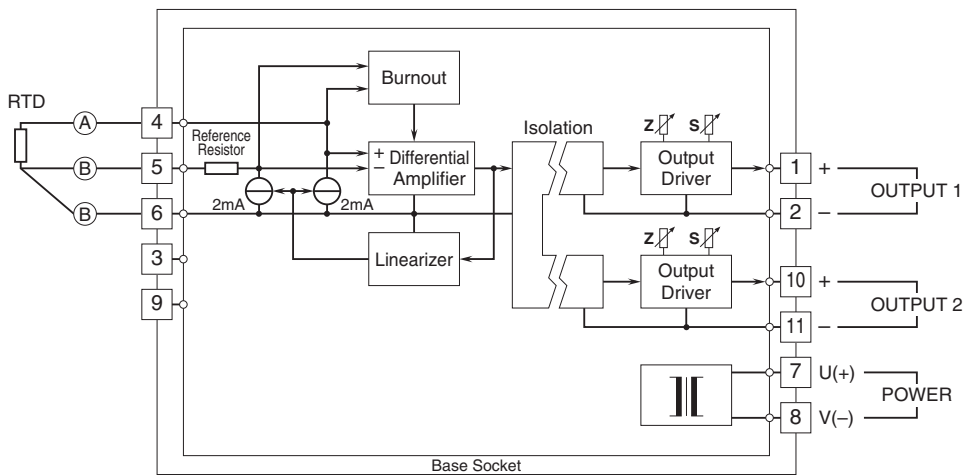 RTD
A
B
B
4
5
6
3
9
Reference
Resistor
Burnout
+
−
Differential
Amplifier
2mA
2mA
Linearizer
Isolation
Z
S
Output
Driver
Z
S
Output
Driver
1
+
2
−
OUTPUT 1
10
+
11
−
OUTPUT 2
7
U(+)
8
V(−)
POWER
Base Socket